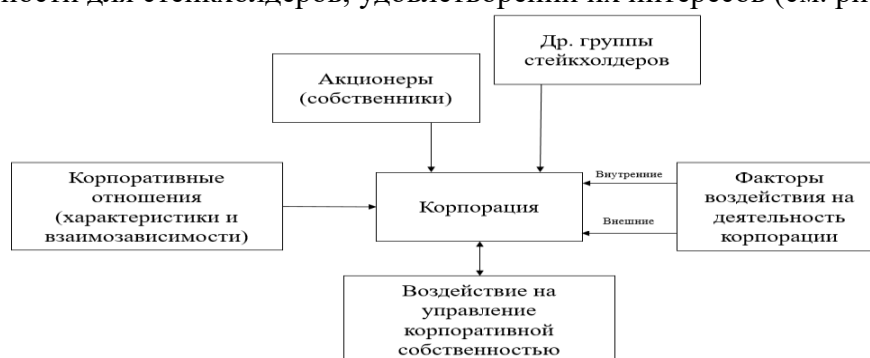 ности для стейкхолдеров, удовлетворении их интересов (см. ри
Др. группы
стейкхолдеров
Акционеры
(собственники)
Корпоративные
отношения
(характеристики и
взаимозависимости)
Корпорация
Внутренние
Внешние
Факторы
воздействия на
деятельность
корпорации
Воздействие на
управление
корпоративной
собственностью